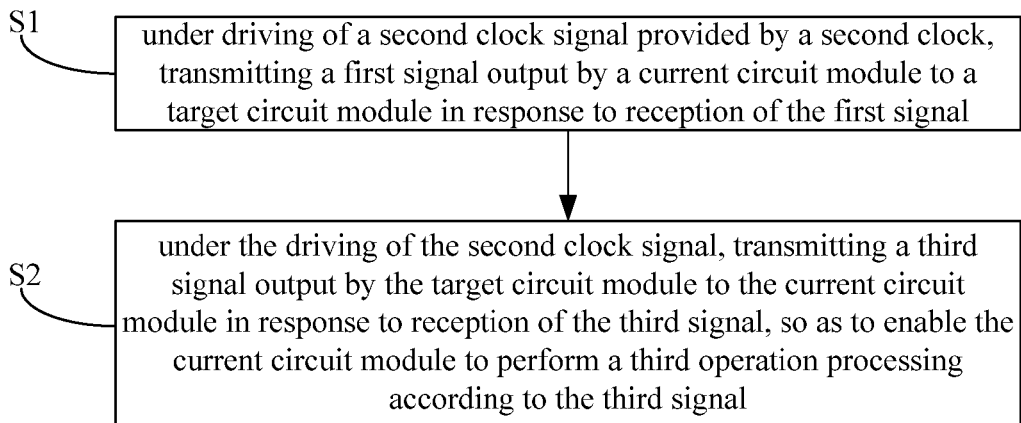 S1
under driving of a second clock signal provided by a second clock,
transmitting a first signal output by a current circuit module to a
target circuit module in response to reception of the first signal
S2
under the driving of the second clock signal, transmitting a third
signal output by the target circuit module to the current circuit
module in response to reception of the third signal, so as to enable the
current circuit module to perform a third operation processing
according to the third signal